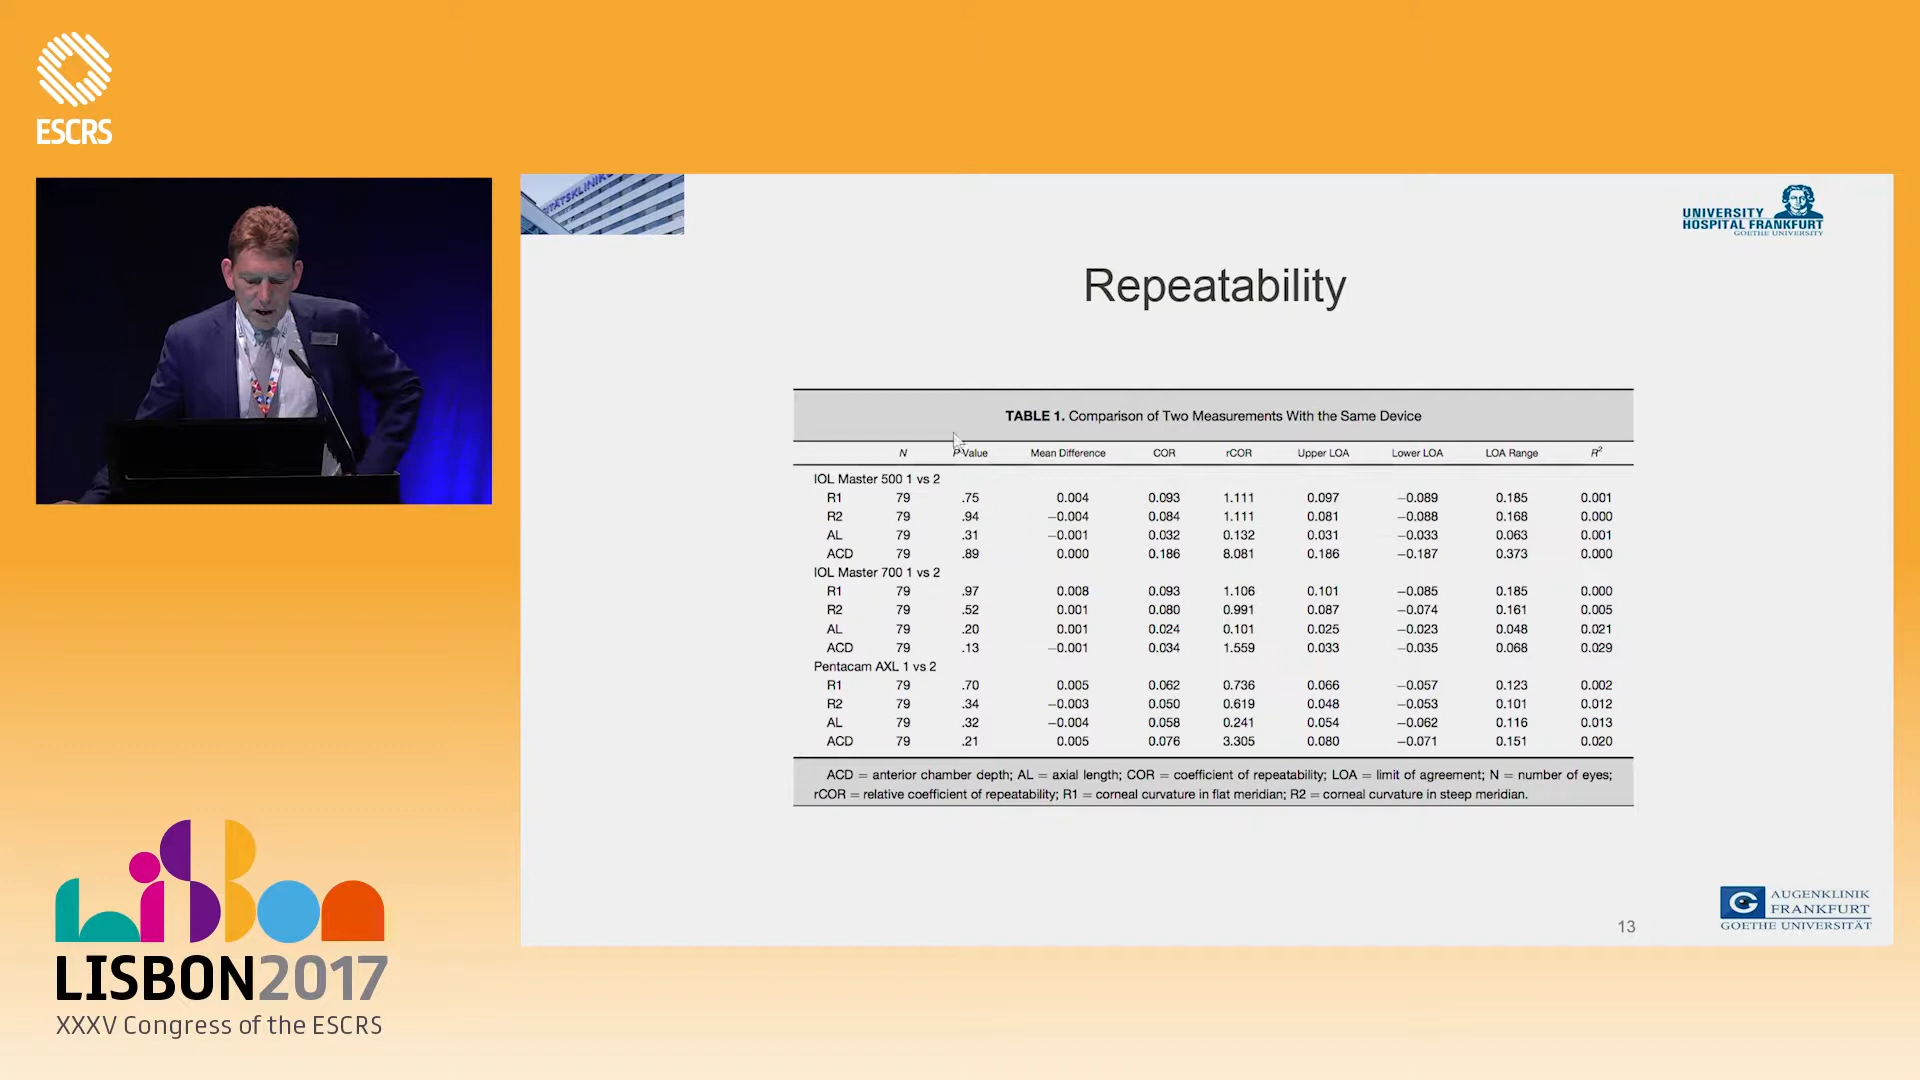 ESCRS
TÄTSKLINIK
UNIVERSITY
HOSPITAL FRANKFURT
GOETHE UNIVERSITY
Repeatability
TABLE 1. Comparison of Two Measurements With the Same Device
N P Value Mean Difference COR rCOR Upper LOA Lower LOA LOA Range R²
IOL Master 500 1 vs 2
R1 79 .75 0.004 0.093 1.111 0.097 −0.089 0.185 0.001
R2 79 .94 −0.004 0.084 1.111 0.081 −0.088 0.168 0.000
AL 79 .31 −0.001 0.032 0.132 0.031 −0.033 0.063 0.001
ACD 79 .89 0.000 0.186 8.081 0.186 −0.187 0.373 0.000
IOL Master 700 1 vs 2
R1 79 .97 0.008 0.093 1.106 0.101 −0.085 0.185 0.000
R2 79 .52 0.001 0.080 0.991 0.087 −0.074 0.161 0.005
AL 79 .20 0.001 0.024 0.101 0.025 −0.023 0.048 0.021
ACD 79 .13 −0.001 0.034 1.559 0.033 −0.035 0.068 0.029
Pentacam AXL 1 vs 2
R1 79 .70 0.005 0.062 0.736 0.066 −0.057 0.123 0.002
R2 79 .34 −0.003 0.050 0.619 0.048 −0.053 0.101 0.012
AL 79 .32 −0.004 0.058 0.241 0.054 −0.062 0.116 0.013
ACD 79 .21 0.005 0.076 3.305 0.080 −0.071 0.151 0.020
ACD = anterior chamber depth; AL = axial length; COR = coefficient of repeatability; LOA = limit of agreement; N = number of eyes;
rCOR = relative coefficient of repeatability; R1 = corneal curvature in flat meridian; R2 = corneal curvature in steep meridian.
13
AUGENKLINIK
FRANKFURT
GOETHE UNIVERSITÄT
LiSBon
LISBON2017
XXXV Congress of the ESCRS